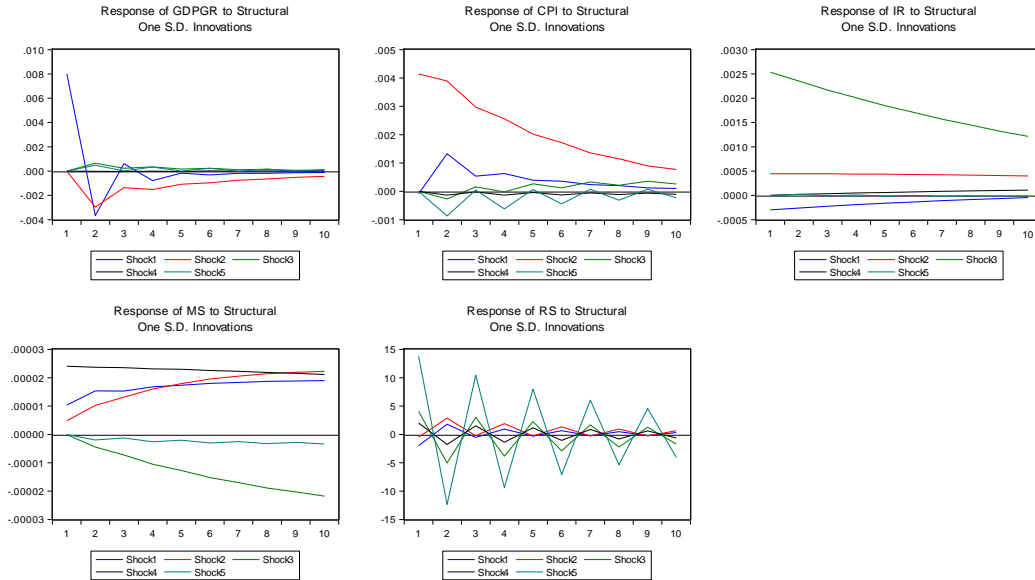 Response of GDPGR to Structural
One S.D. Innovations
.010
.008
.006
.004
.002
.000
-.002
-.004
1 2 3 4 5 6 7 8 9 10
Shock1 Shock2 Shock3
Shock4 Shock5
Response of CPI to Structural
One S.D. Innovations
.005
.004
.003
.002
.001
.000
-.001
1 2 3 4 5 6 7 8 9 10
Shock1 Shock2 Shock3
Shock4 Shock5
Response of IR to Structural
One S.D. Innovations
.0030
.0025
.0020
.0015
.0010
.0005
.0000
-.0005
1 2 3 4 5 6 7 8 9 10
Shock1 Shock2 Shock3
Shock4 Shock5
Response of MS to Structural
One S.D. Innovations
.00003
.00002
.00001
.00000
-.00001
-.00002
-.00003
1 2 3 4 5 6 7 8 9 10
Shock1 Shock2 Shock3
Shock4 Shock5
Response of RS to Structural
One S.D. Innovations
15
10
5
0
-5
-10
-15
1 2 3 4 5 6 7 8 9 10
Shock1 Shock2 Shock3
Shock4 Shock5